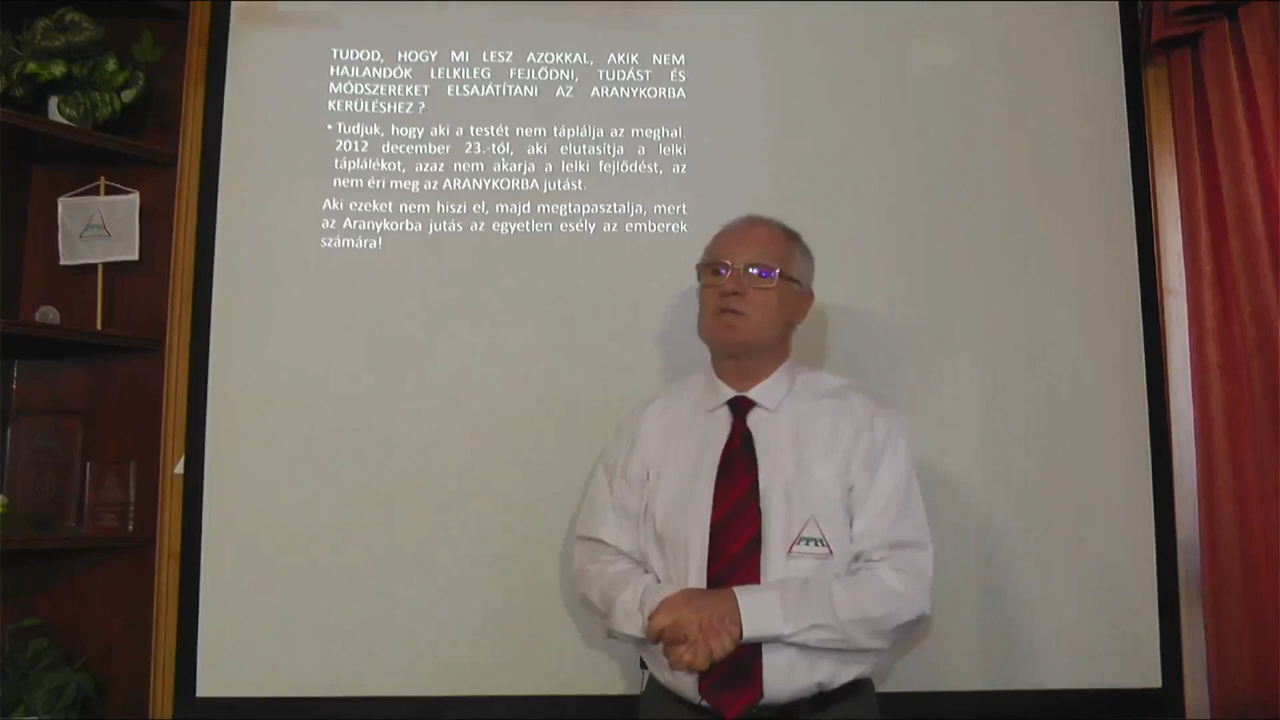 TUDOD, HOGY MI LESZ AZOKKAL, AKIK NEM
HAJLANDÓK LELKILEG FEJLŐDNI, TUDÁST ÉS
MÓDSZEREKET ELSAJÁTÍTANI AZ ARANYKORBA
KERÜLÉSHEZ ?
• Tudjuk, hogy aki a testét nem táplálja az meghal.
2012 december 23.-tól, aki elutasítja a lelki
táplálékot, azaz nem akarja a lelki fejlődést, az
nem éri meg az ARANYKORBA jutást.
Aki ezeket nem hiszi el, majd megtapasztalja, mert
az Aranykorba jutás az egyetlen esély az emberek
számára!
PPH